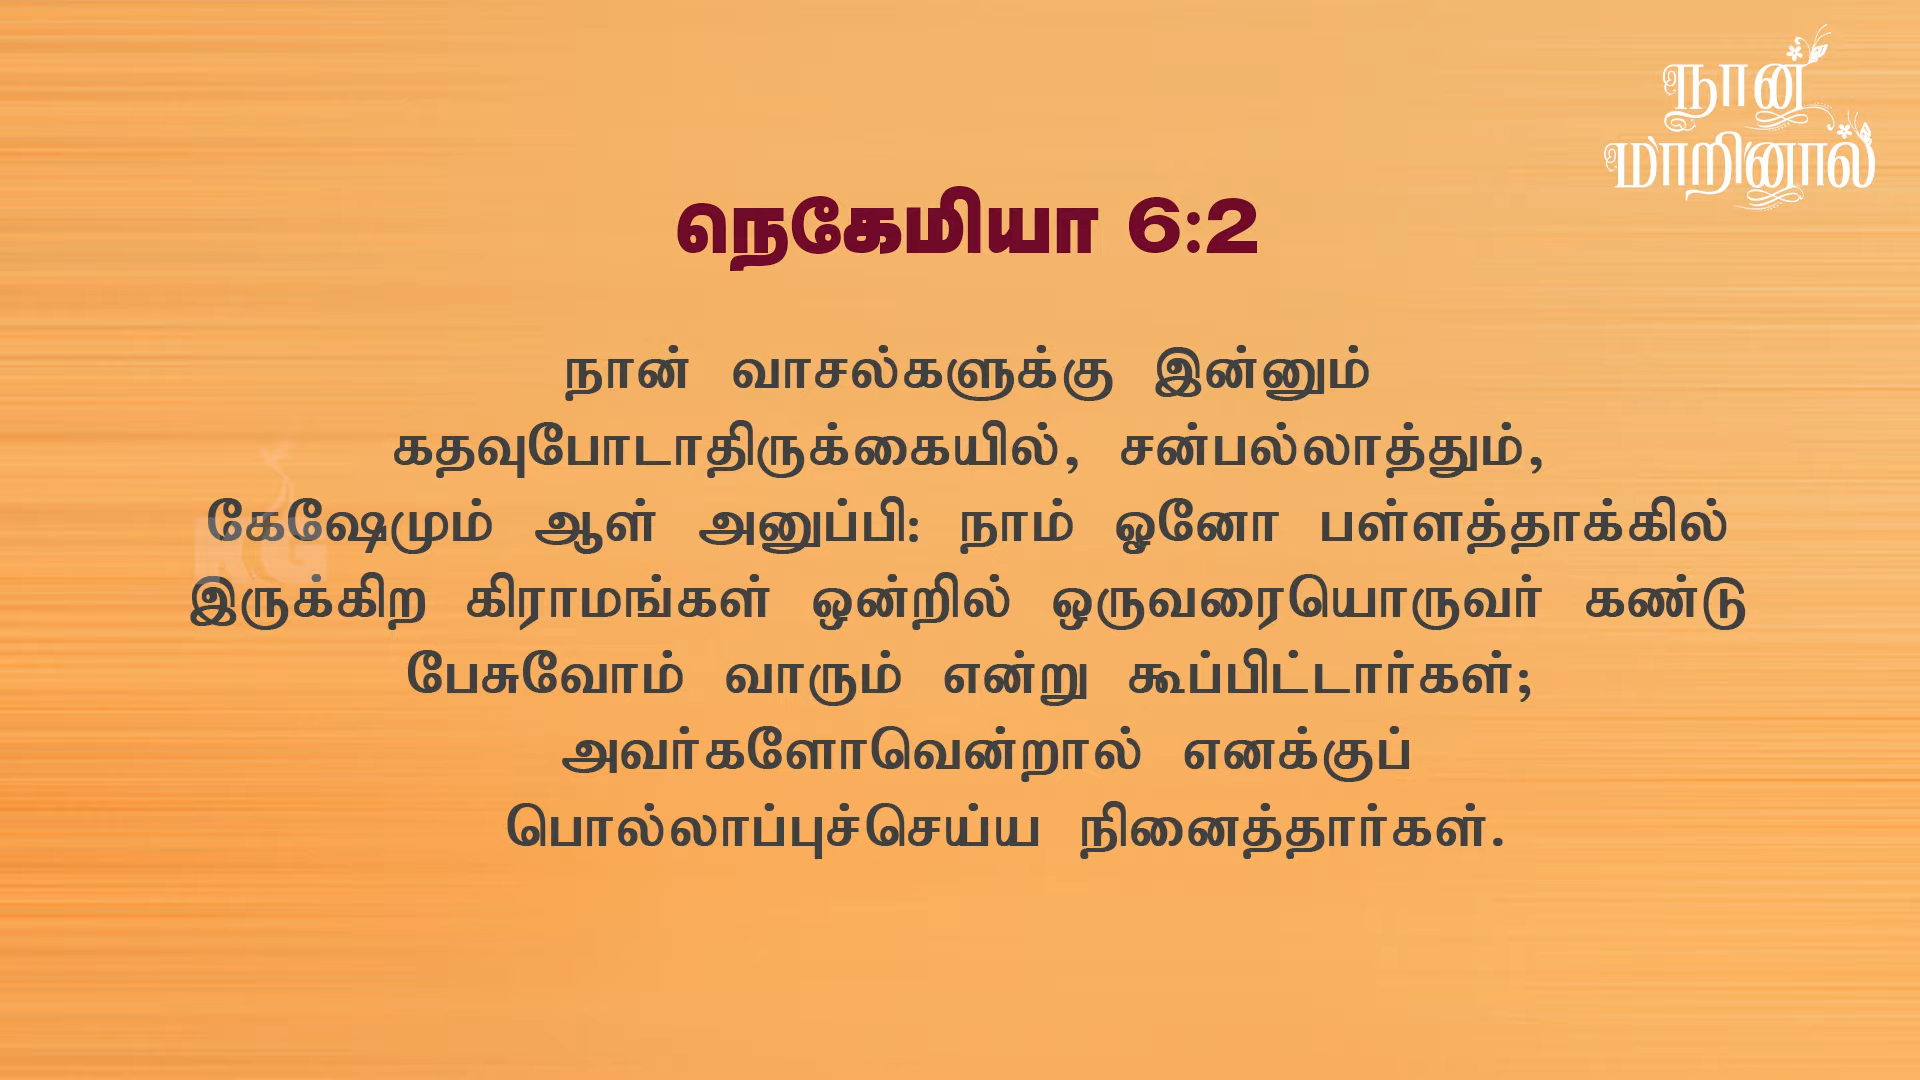 நான்
மாறினால்
நெகேமியா 6:2
நான் வாசல்களுக்கு இன்னும்
கதவுபோடாதிருக்கையில், சன்பல்லாத்தும்,
கேஷேமும் ஆள் அனுப்பி: நாம் ஓனோ பள்ளத்தாக்கில்
இருக்கிற கிராமங்கள் ஒன்றில் ஒருவரையொருவர் கண்டு
பேசுவோம் வாரும் என்று கூப்பிட்டார்கள்;
அவர்களோவென்றால் எனக்குப்
பொல்லாப்புச்செய்ய நினைத்தார்கள்.